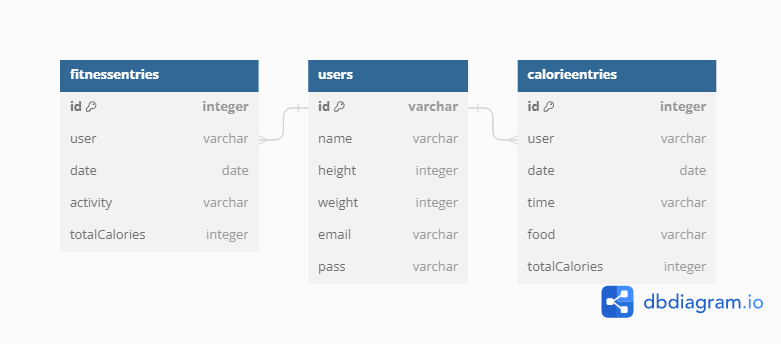 fitnessentries
id integer
user varchar
date date
activity varchar
totalCalories integer
users
id varchar
name varchar
height integer
weight integer
email varchar
pass varchar
calorieentries
id integer
user varchar
date date
time varchar
food varchar
totalCalories integer
dbdiagram.io